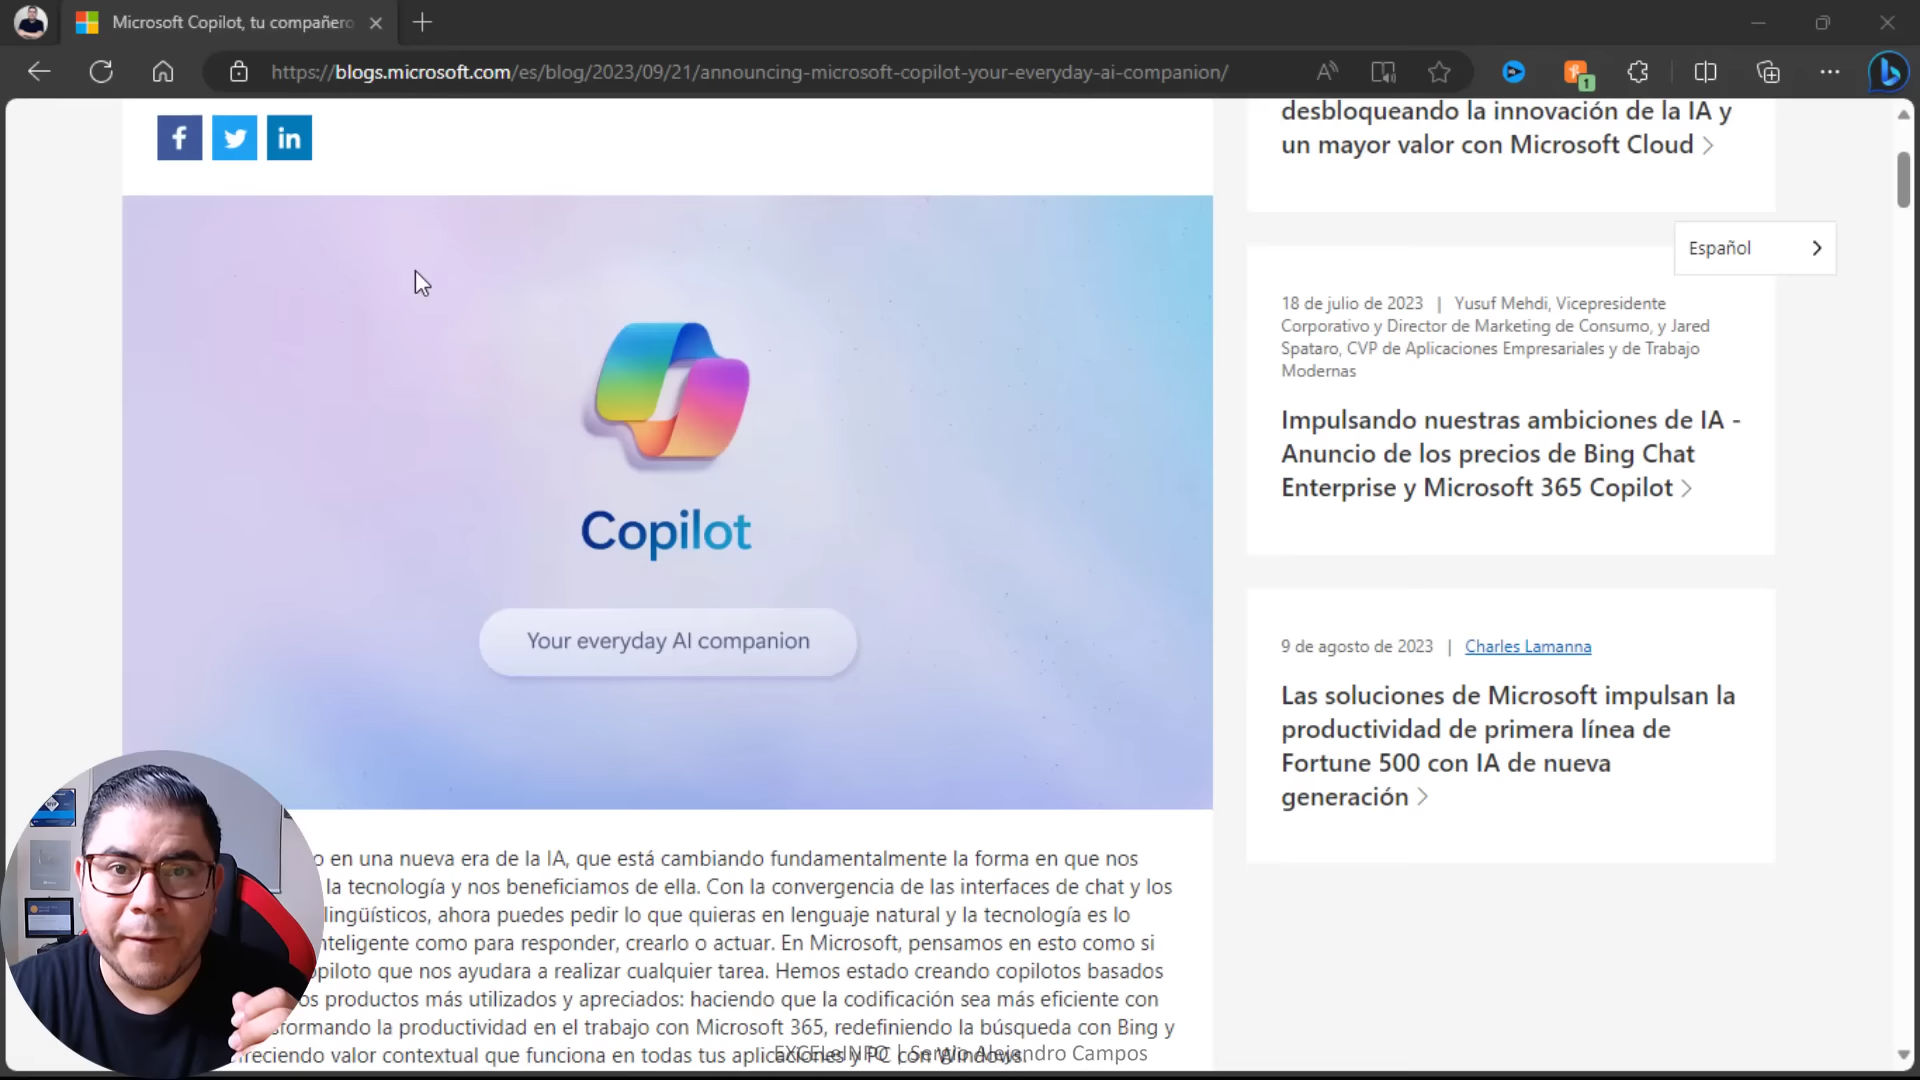 Microsoft Copilot, tu compañero
https://blogs.microsoft.com/es/blog/2023/09/21/announcing-microsoft-copilot-your-everyday-ai-companion/
1
desbloqueando la innovación de la IA y
un mayor valor con Microsoft Cloud
Español
18 de julio de 2023 | Yusuf Mehdi, Vicepresidente
Corporativo y Director de Marketing de Consumo, y Jared
Spataro, CVP de Aplicaciones Empresariales y de Trabajo
Modernas
Impulsando nuestras ambiciones de IA -
Anuncio de los precios de Bing Chat
Enterprise y Microsoft 365 Copilot
9 de agosto de 2023 | Charles Lamanna
Las soluciones de Microsoft impulsan la
productividad de primera línea de
Fortune 500 con IA de nueva
generación
Copilot
Your everyday AI companion
o en una nueva era de la IA, que está cambiando fundamentalmente la forma en que nos
la tecnología y nos beneficiamos de ella. Con la convergencia de las interfaces de chat y los
lingüísticos, ahora puedes pedir lo que quieras en lenguaje natural y la tecnología es lo
nteligente como para responder, crearlo o actuar. En Microsoft, pensamos en esto como si
opiloto que nos ayudara a realizar cualquier tarea. Hemos estado creando copilotos basados
os productos más utilizados y apreciados: haciendo que la codificación sea más eficiente con
sformando la productividad en el trabajo con Microsoft 365, redefiniendo la búsqueda con Bing y
freciendo valor contextual que funciona en todas tus aplicaciones y PC con Windows.
EXCELeINFO | Sergio Alejandro Campos